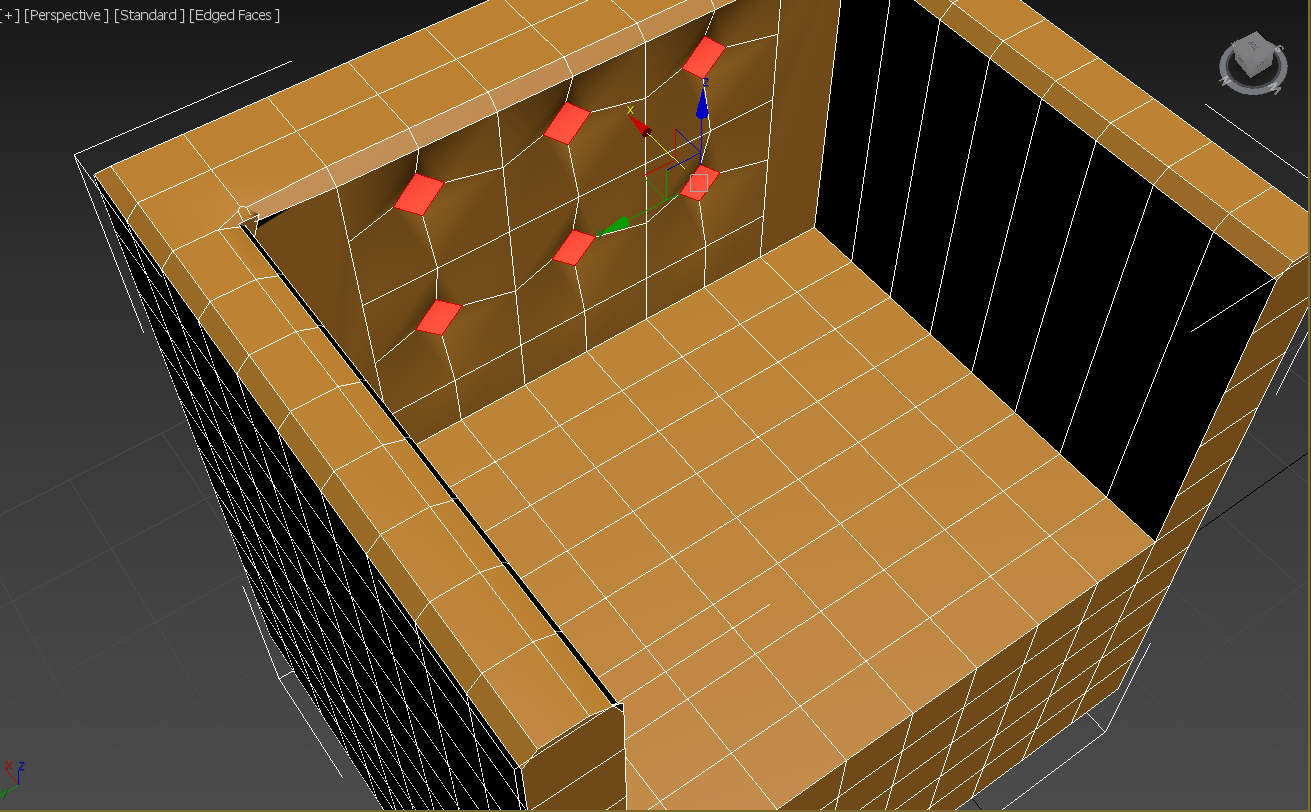 [ + ] [Perspective ] [Standard ] [Edged Faces ]
x
z
x z
y